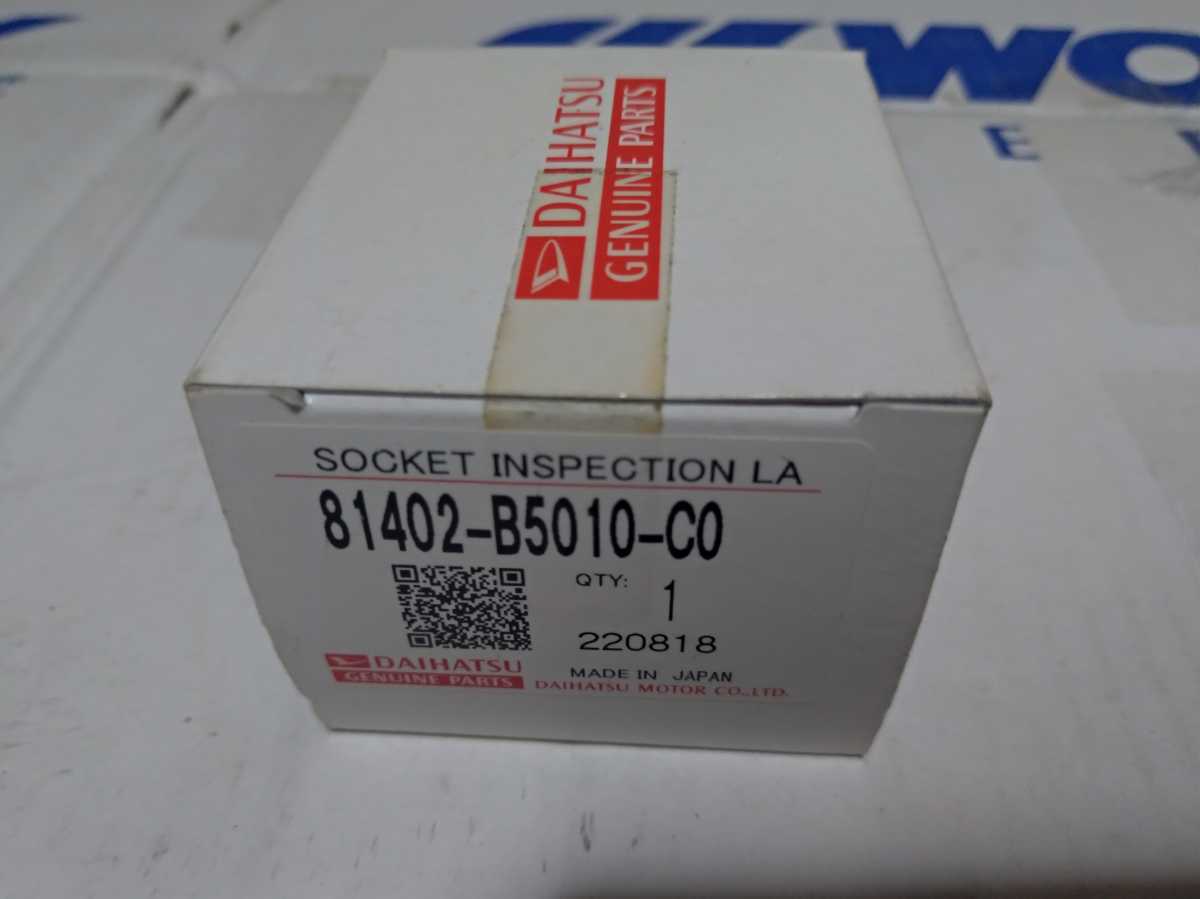 WO
E
DAIHATSU
GENUINE PARTS
SOCKET INSPECTION LA
81402-B5010-C0
QTY: 1
220818
DAIHATSU
GENUINE PARTS
MADE IN JAPAN
DAIHATSU MOTOR CO.,LTD.